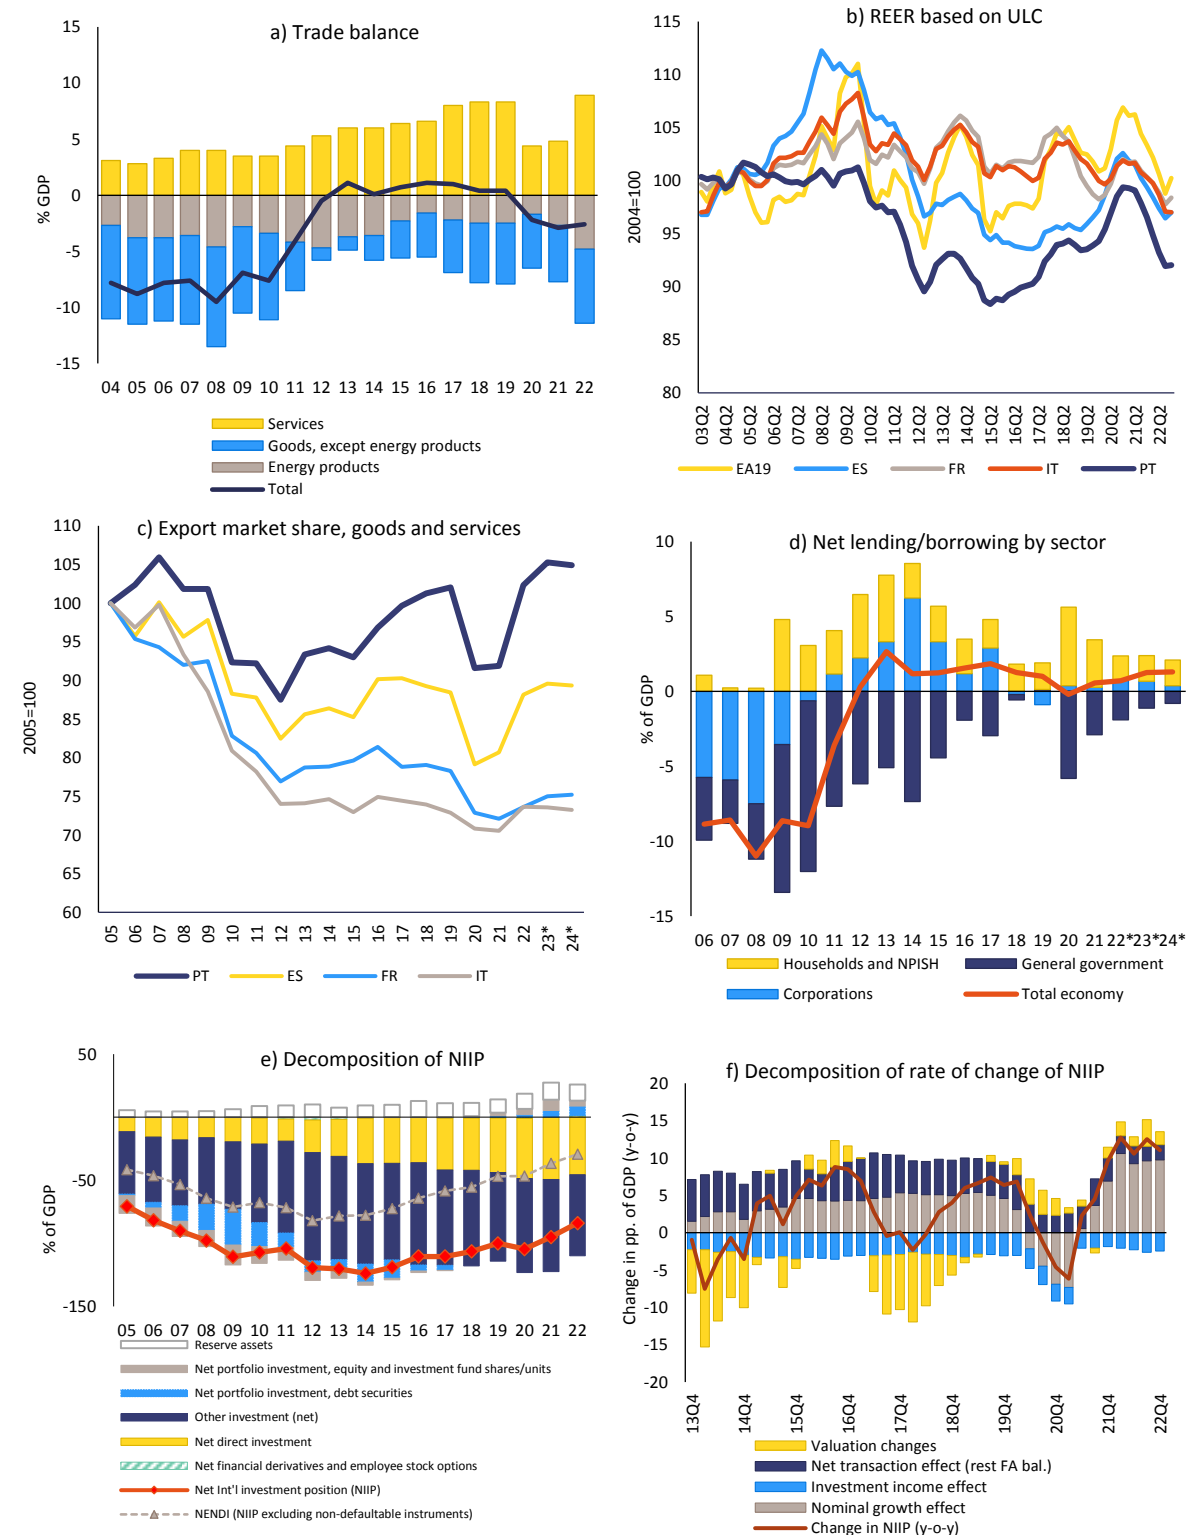 a) Trade balance
% GDP
15
10
5
0
-5
-10
-15
04 05 06 07 08 09 10 11 12 13 14 15 16 17 18 19 20 21 22
Services
Goods, except energy products
Energy products
Total
b) REER based on ULC
2004=100
115
110
105
100
95
90
85
80
03Q2 04Q2 05Q2 06Q2 07Q2 08Q2 09Q2 10Q2 11Q2 12Q2 13Q2 14Q2 15Q2 16Q2 17Q2 18Q2 19Q2 20Q2 21Q2 22Q2
EA19 ES FR IT PT
c) Export market share, goods and services
2005=100
110
105
100
95
90
85
80
75
70
65
60
05 06 07 08 09 10 11 12 13 14 15 16 17 18 19 20 21 22 23* 24*
PT ES FR IT
d) Net lending/borrowing by sector
% of GDP
10
5
0
-5
-10
-15
06 07 08 09 10 11 12 13 14 15 16 17 18 19 20 21 22* 23* 24*
Households and NPISH General government
Corporations Total economy
e) Decomposition of NIIP
% of GDP
50
-50
-150
05 06 07 08 09 10 11 12 13 14 15 16 17 18 19 20 21 22
Reserve assets
Net portfolio investment, equity and investment fund shares/units
Net portfolio investment, debt securities
Other investment (net)
Net direct investment
Net financial derivatives and employee stock options
Net Int'l investment position (NIIP)
NENDI (NIIP excluding non-defaultable instruments)
f) Decomposition of rate of change of NIIP
Change in pp. of GDP (y-o-y)
20
15
10
5
0
-5
-10
-15
-20
13Q4 14Q4 15Q4 16Q4 17Q4 18Q4 19Q4 20Q4 21Q4 22Q4
Valuation changes
Net transaction effect (rest FA bal.)
Investment income effect
Nominal growth effect
Change in NIIP (y-o-y)